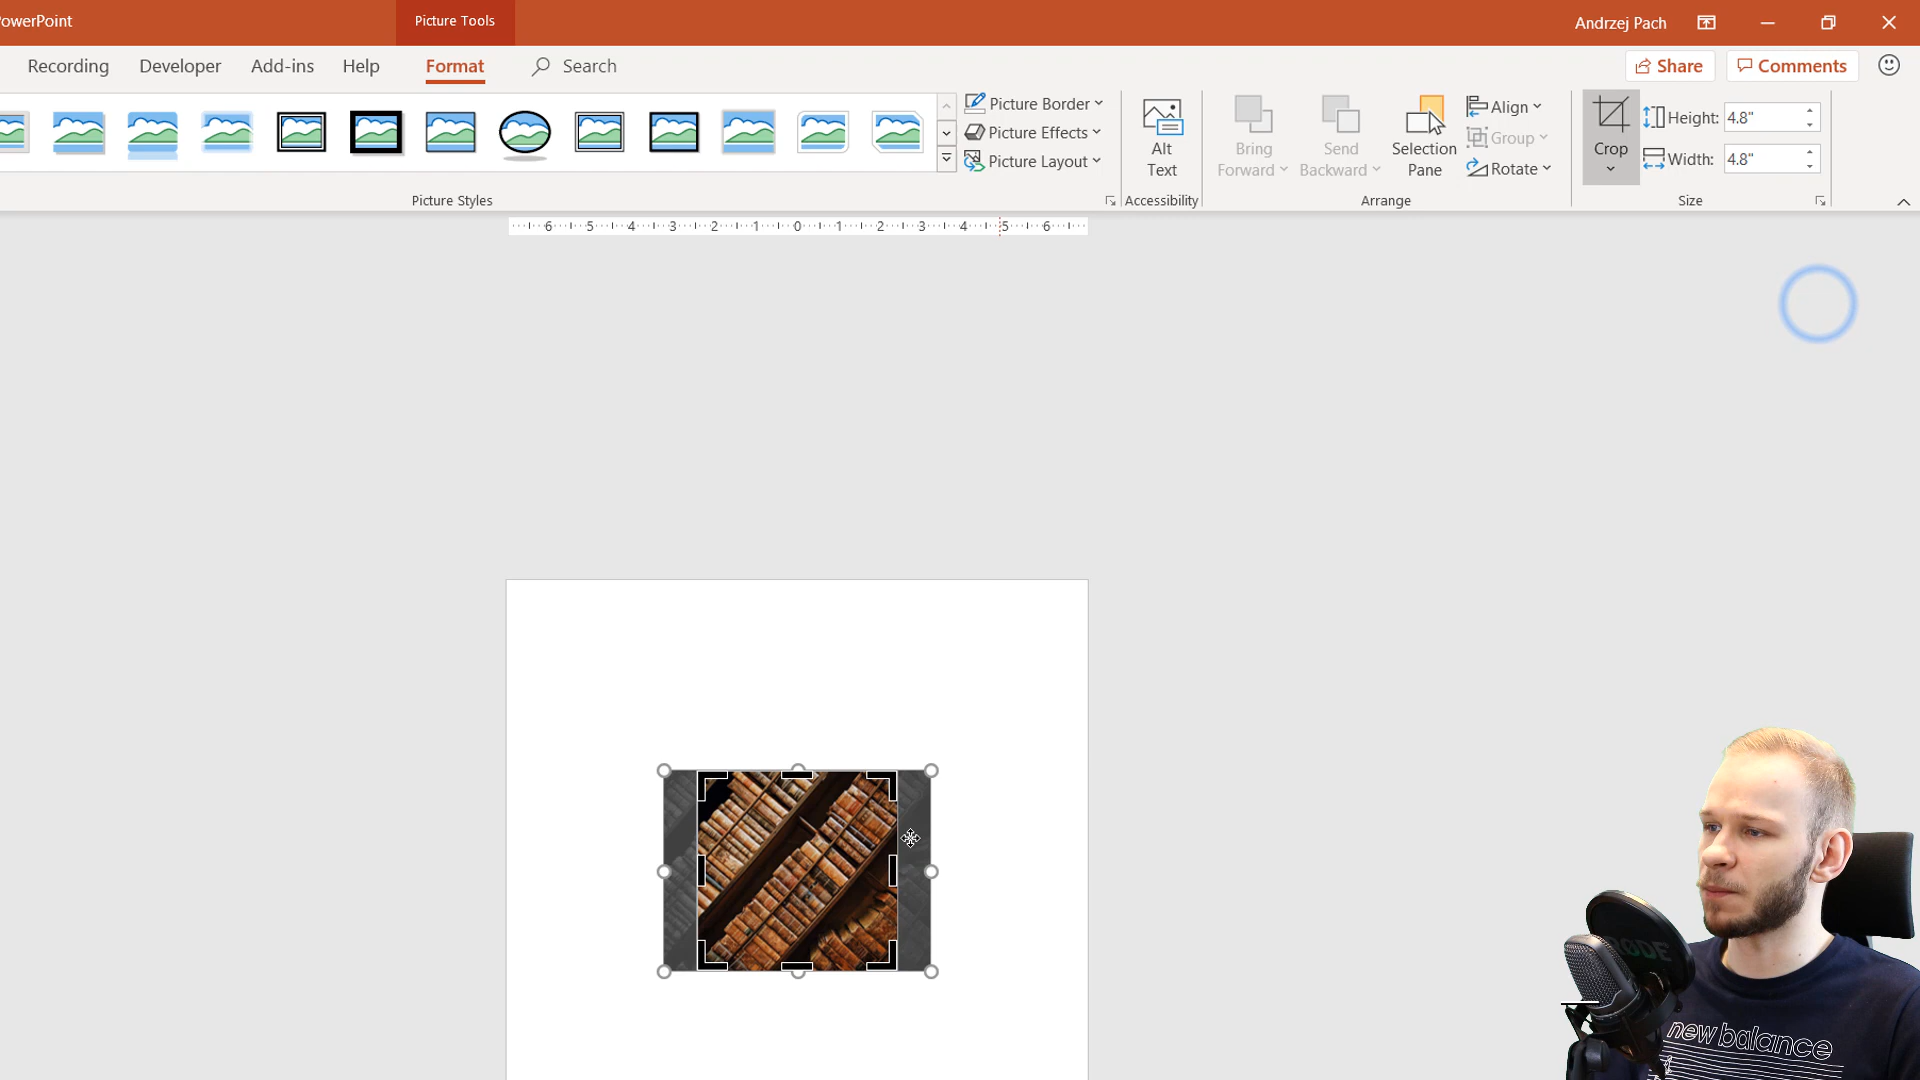 PowerPoint
Picture Tools
Andrzej Pach
Recording Developer Add-ins Help Format Search
Share Comments
Picture Border
Picture Effects
Picture Layout
Alt Text
Bring Forward
Send Backward
Selection Pane
Align
Group
Rotate
Crop
Height: 4.8"
Width: 4.8"
Picture Styles
Accessibility
Arrange
Size
6 5 4 3 2 1 0 1 2 3 4 5 6
RODE
new balance